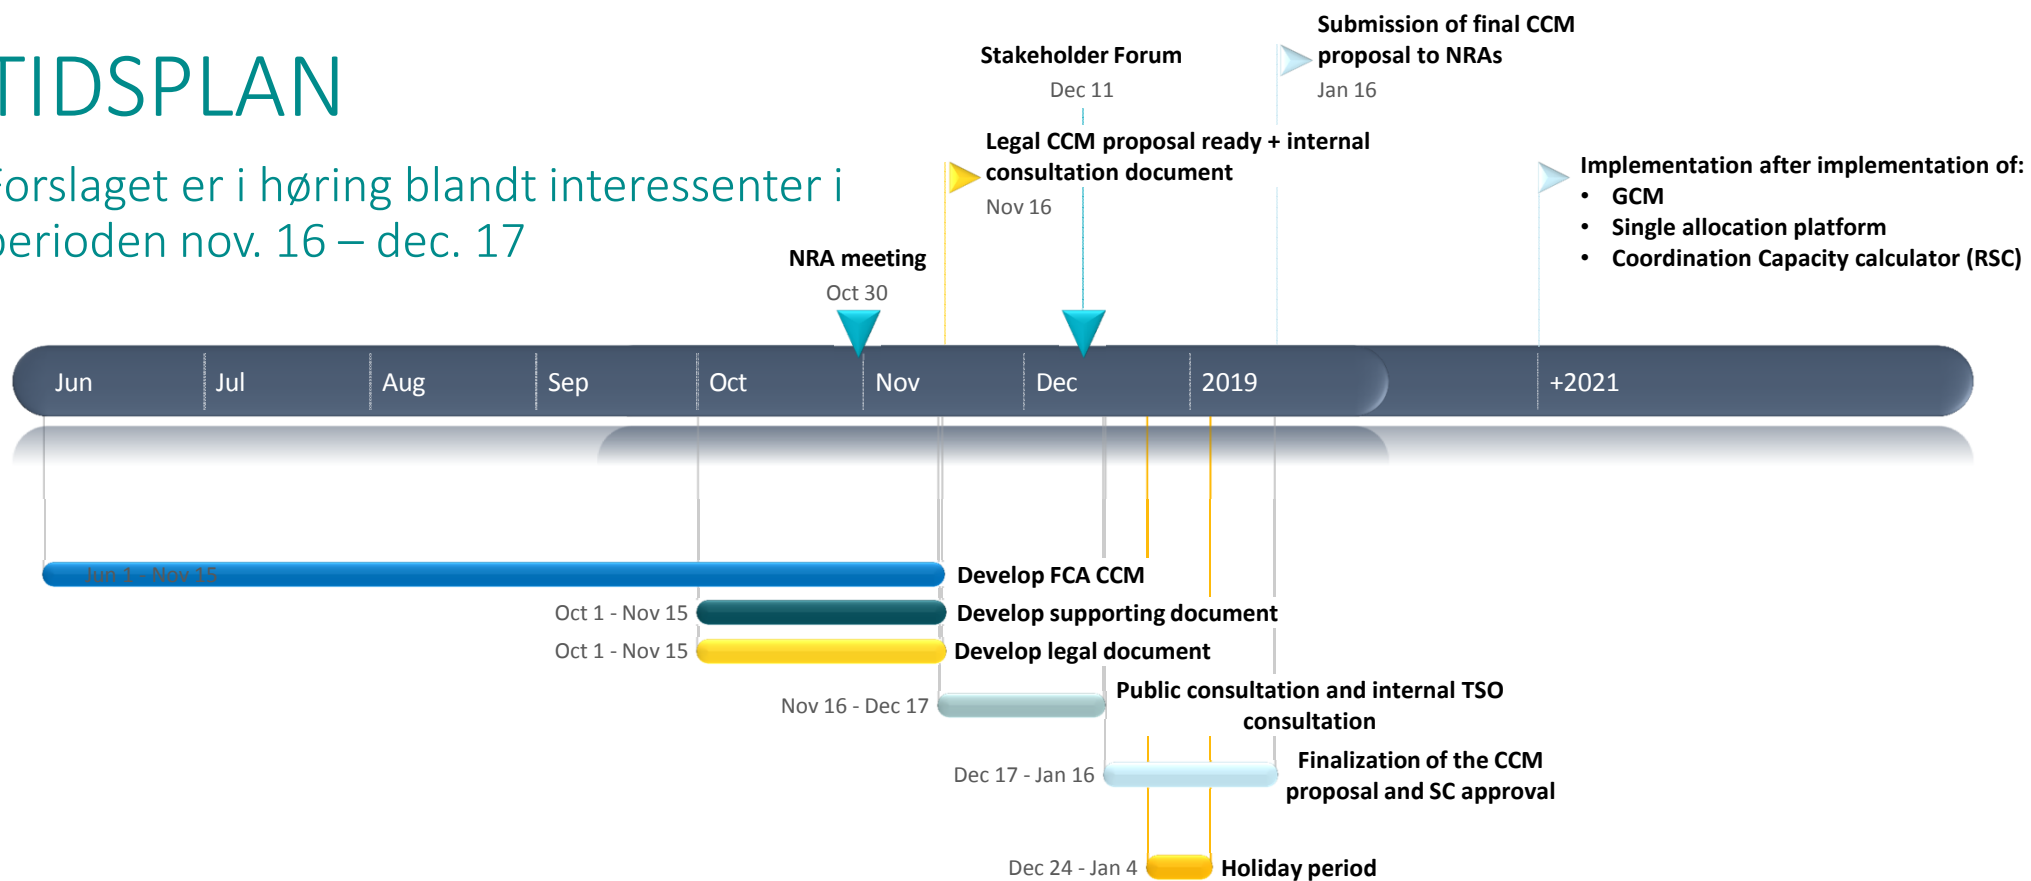 TIDSPLAN
Forslaget er i høring blandt interessenter i
perioden nov. 16 – dec. 17
Submission of final CCM
proposal to NRAs
Jan 16
Stakeholder Forum
Dec 11
Legal CCM proposal ready + internal
consultation document
Nov 16
Implementation after implementation of:
• GCM
• Single allocation platform
• Coordination Capacity calculator (RSC)
NRA meeting
Oct 30
Jun Jul Aug Sep Oct Nov Dec 2019 +2021
Jun 1 - Nov 15 Develop FCA CCM
Oct 1 - Nov 15 Develop supporting document
Oct 1 - Nov 15 Develop legal document
Nov 16 - Dec 17 Public consultation and internal TSO
consultation
Dec 17 - Jan 16 Finalization of the CCM
proposal and SC approval
Dec 24 - Jan 4 Holiday period